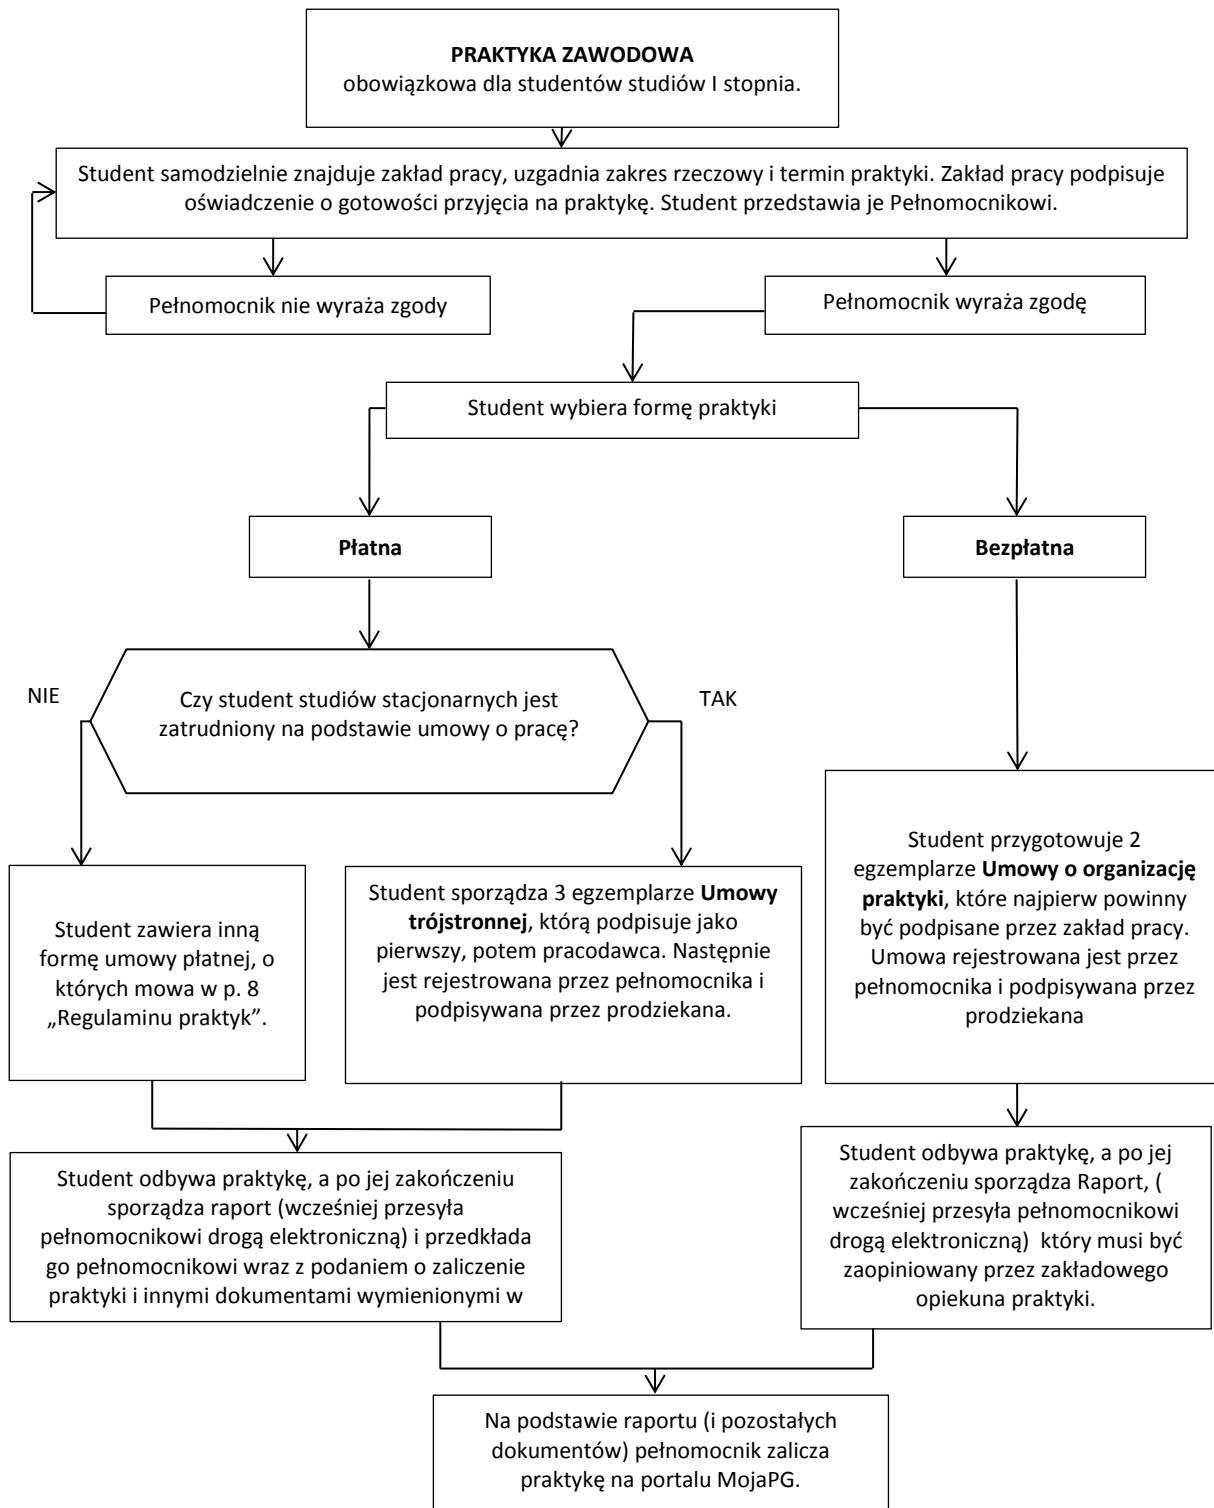 PRAKTYKA ZAWODOWA
obowiązkowa dla studentów studiów I stopnia.
Student samodzielnie znajduje zakład pracy, uzgadnia zakres rzeczowy i termin praktyki. Zakład pracy podpisuje
oświadczenie o gotowości przyjęcia na praktykę. Student przedstawia je Pełnomocnikowi.
Pełnomocnik nie wyraża zgody
Pełnomocnik wyraża zgodę
Student wybiera formę praktyki
Płatna
Bezpłatna
NIE
Czy student studiów stacjonarnych jest
zatrudniony na podstawie umowy o pracę?
TAK
Student zawiera inną
formę umowy płatnej, o
których mowa w p. 8
„Regulaminu praktyk”.
Student sporządza 3 egzemplarze Umowy
trójstronnej, którą podpisuje jako
pierwszy, potem pracodawca. Następnie
jest rejestrowana przez pełnomocnika i
podpisywana przez prodziekana.
Student przygotowuje 2
egzemplarze Umowy o organizację
praktyki, które najpierw powinny
być podpisane przez zakład pracy.
Umowa rejestrowana jest przez
pełnomocnika i podpisywana przez
prodziekana
Student odbywa praktykę, a po jej zakończeniu
sporządza raport (wcześniej przesyła
pełnomocnikowi drogą elektroniczną) i przedkłada
go pełnomocnikowi wraz z podaniem o zaliczenie
praktyki i innymi dokumentami wymienionymi w
Student odbywa praktykę, a po jej
zakończeniu sporządza Raport, (
wcześniej przesyła pełnomocnikowi
drogą elektroniczną)  który musi być
zaopiniowany przez zakładowego
opiekuna praktyki.
Na podstawie raportu (i pozostałych
dokumentów) pełnomocnik zalicza
praktykę na portalu MojaPG.